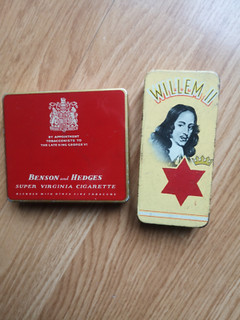 BY APPOINTMENT
TOBACCONISTS TO
THE LATE KING GEORGE VI
BENSON and HEDGES
SUPER VIRGINIA CIGARETTE
WILLEM II